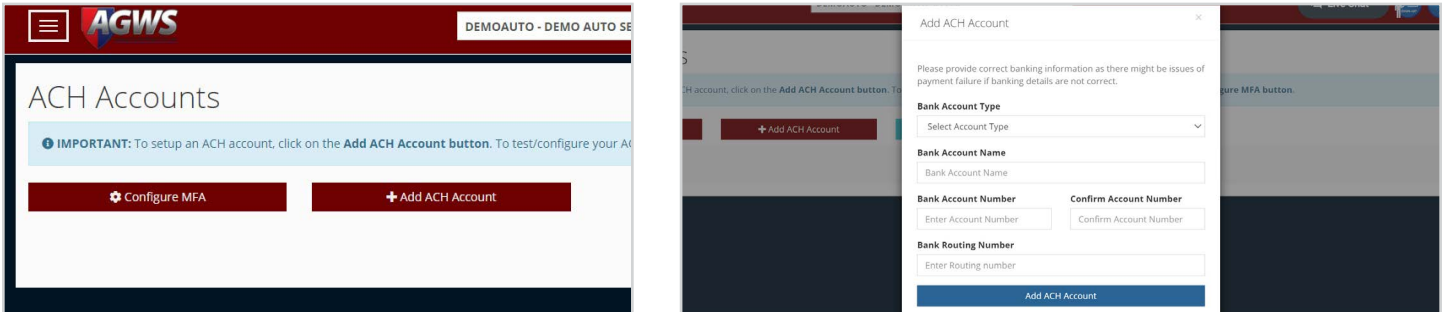 AGWS
DEMOAUTO - DEMO AUTO SE
ACH Accounts
IMPORTANT: To setup an ACH account, click on the Add ACH Account button. To test/configure your A
Configure MFA
Add ACH Account
Add ACH Account
×
Please provide correct banking information as there might be issues of
payment failure if banking details are not correct.
Bank Account Type
Select Account Type
Bank Account Name
Bank Account Name
Bank Account Number Confirm Account Number
Enter Account Number Confirm Account Number
Bank Routing Number
Enter Routing number
Add ACH Account
CH account, click on the Add ACH Account button. To
gure MFA button.
Add ACH Account